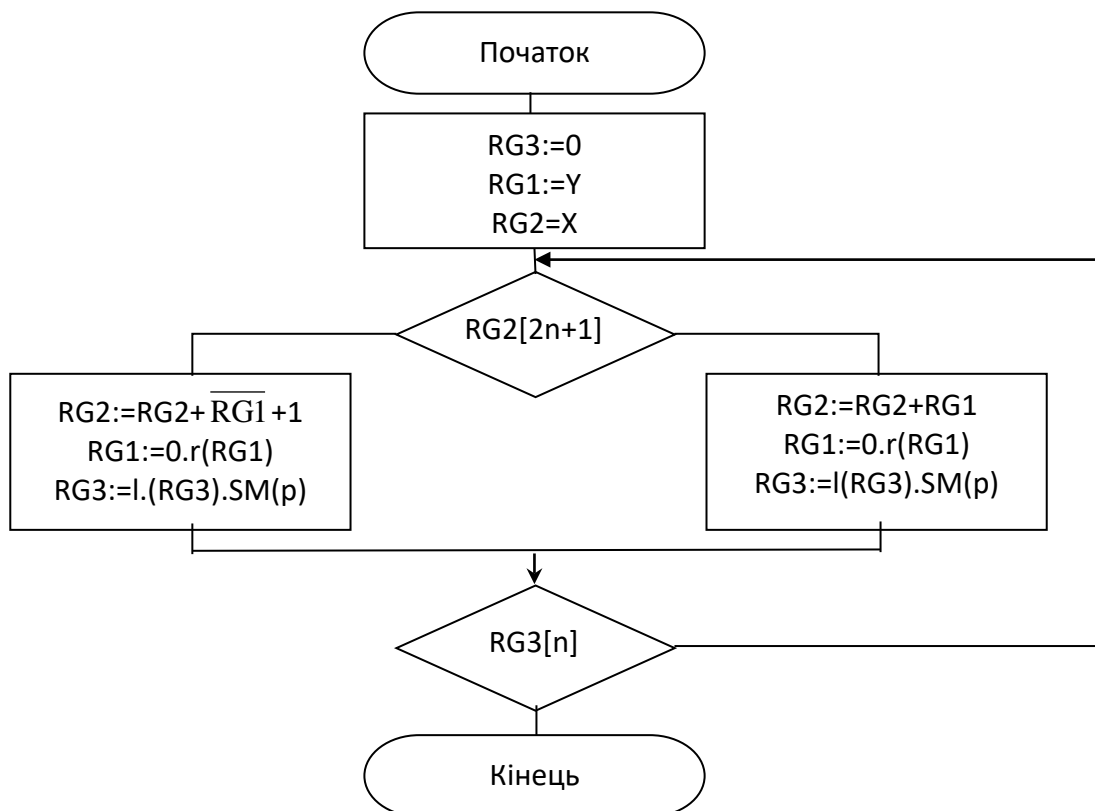 Початок
RG3:=0
RG1:=Y
RG2=X
RG2[2n+1]
RG2:=RG2+ R̅G̅1̅ +1
RG1:=0.r(RG1)
RG3:=l.(RG3).SM(p)
RG2:=RG2+RG1
RG1:=0.r(RG1)
RG3:=l(RG3).SM(p)
RG3[n]
Кінець